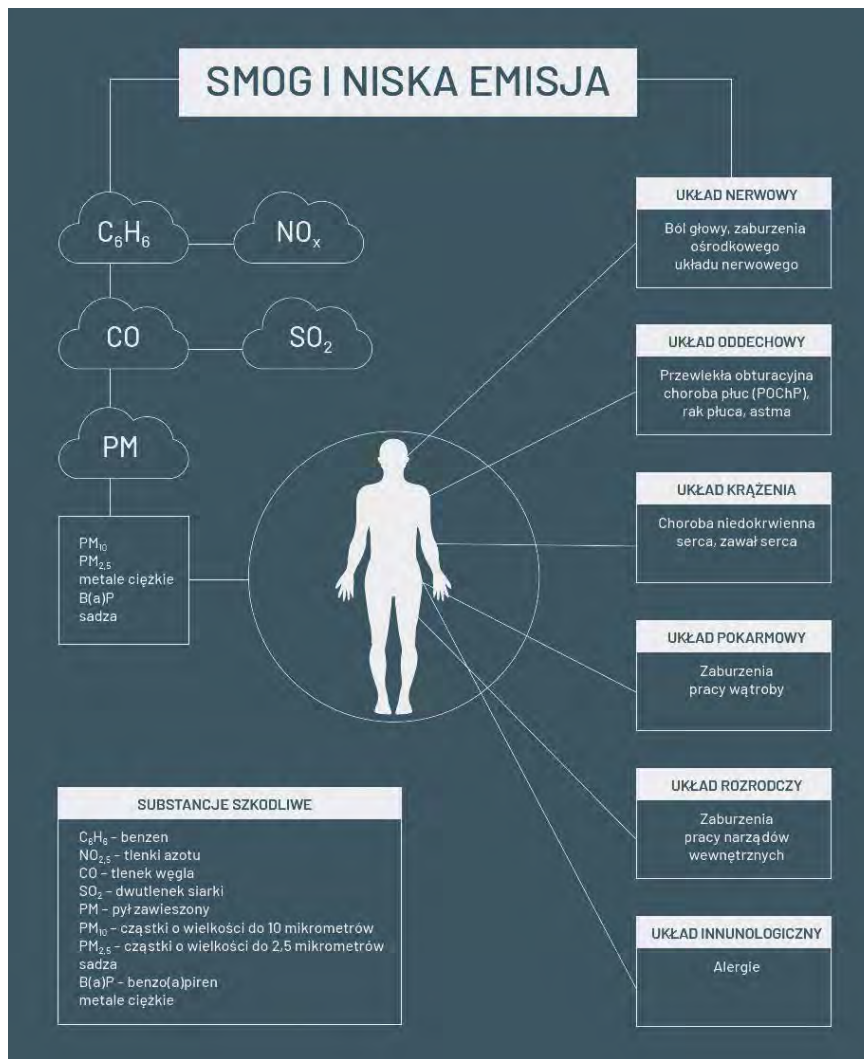 SMOG I NISKA EMISJA
C₆H₆
NOₓ
CO
SO₂
PM
PM₁₀
PM₂,₅
metale ciężkie
B(a)P
sadza
UKŁAD NERWOWY
Ból głowy, zaburzenia
ośrodkowego
układu nerwowego
UKŁAD ODDECHOWY
Przewlekła obturacyjna
choroba płuc (POChP),
rak płuca, astma
UKŁAD KRĄŻENIA
Choroba niedokrwienna
serca, zawał serca
UKŁAD POKARMOWY
Zaburzenia
pracy wątroby
UKŁAD ROZRODCZY
Zaburzenia
pracy narządów
wewnętrznych
UKŁAD INNUNOLOGICZNY
Alergie
SUBSTANCJE SZKODLIWE
C₆H₆ – benzen
NO₂,₅ – tlenki azotu
CO – tlenek węgla
SO₂ – dwutlenek siarki
PM – pył zawieszony
PM₁₀ – cząstki o wielkości do 10 mikrometrów
PM₂,₅ – cząstki o wielkości do 2,5 mikrometrów
sadza
B(a)P – benzo(a)piren
metale ciężkie